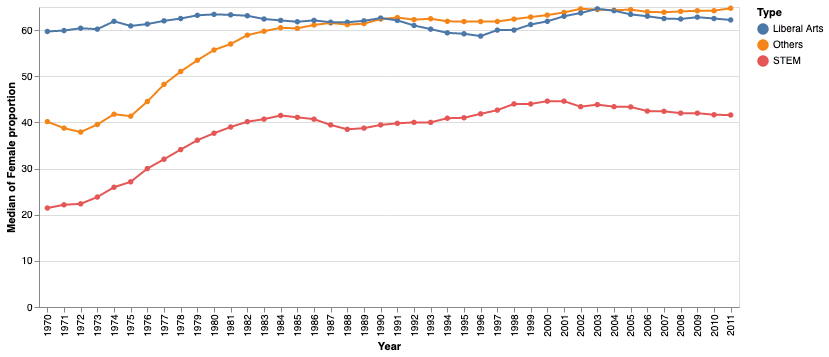 Type
Liberal Arts
Others
STEM
Median of Female proportion
60
50
40
30
20
10
0
1970 1971 1972 1973 1974 1975 1976 1977 1978 1979 1980 1981 1982 1983 1984 1985 1986 1987 1988 1989 1990 1991 1992 1993 1994 1995 1996 1997 1998 1999 2000 2001 2002 2003 2004 2005 2006 2007 2008 2009 2010 2011
Year